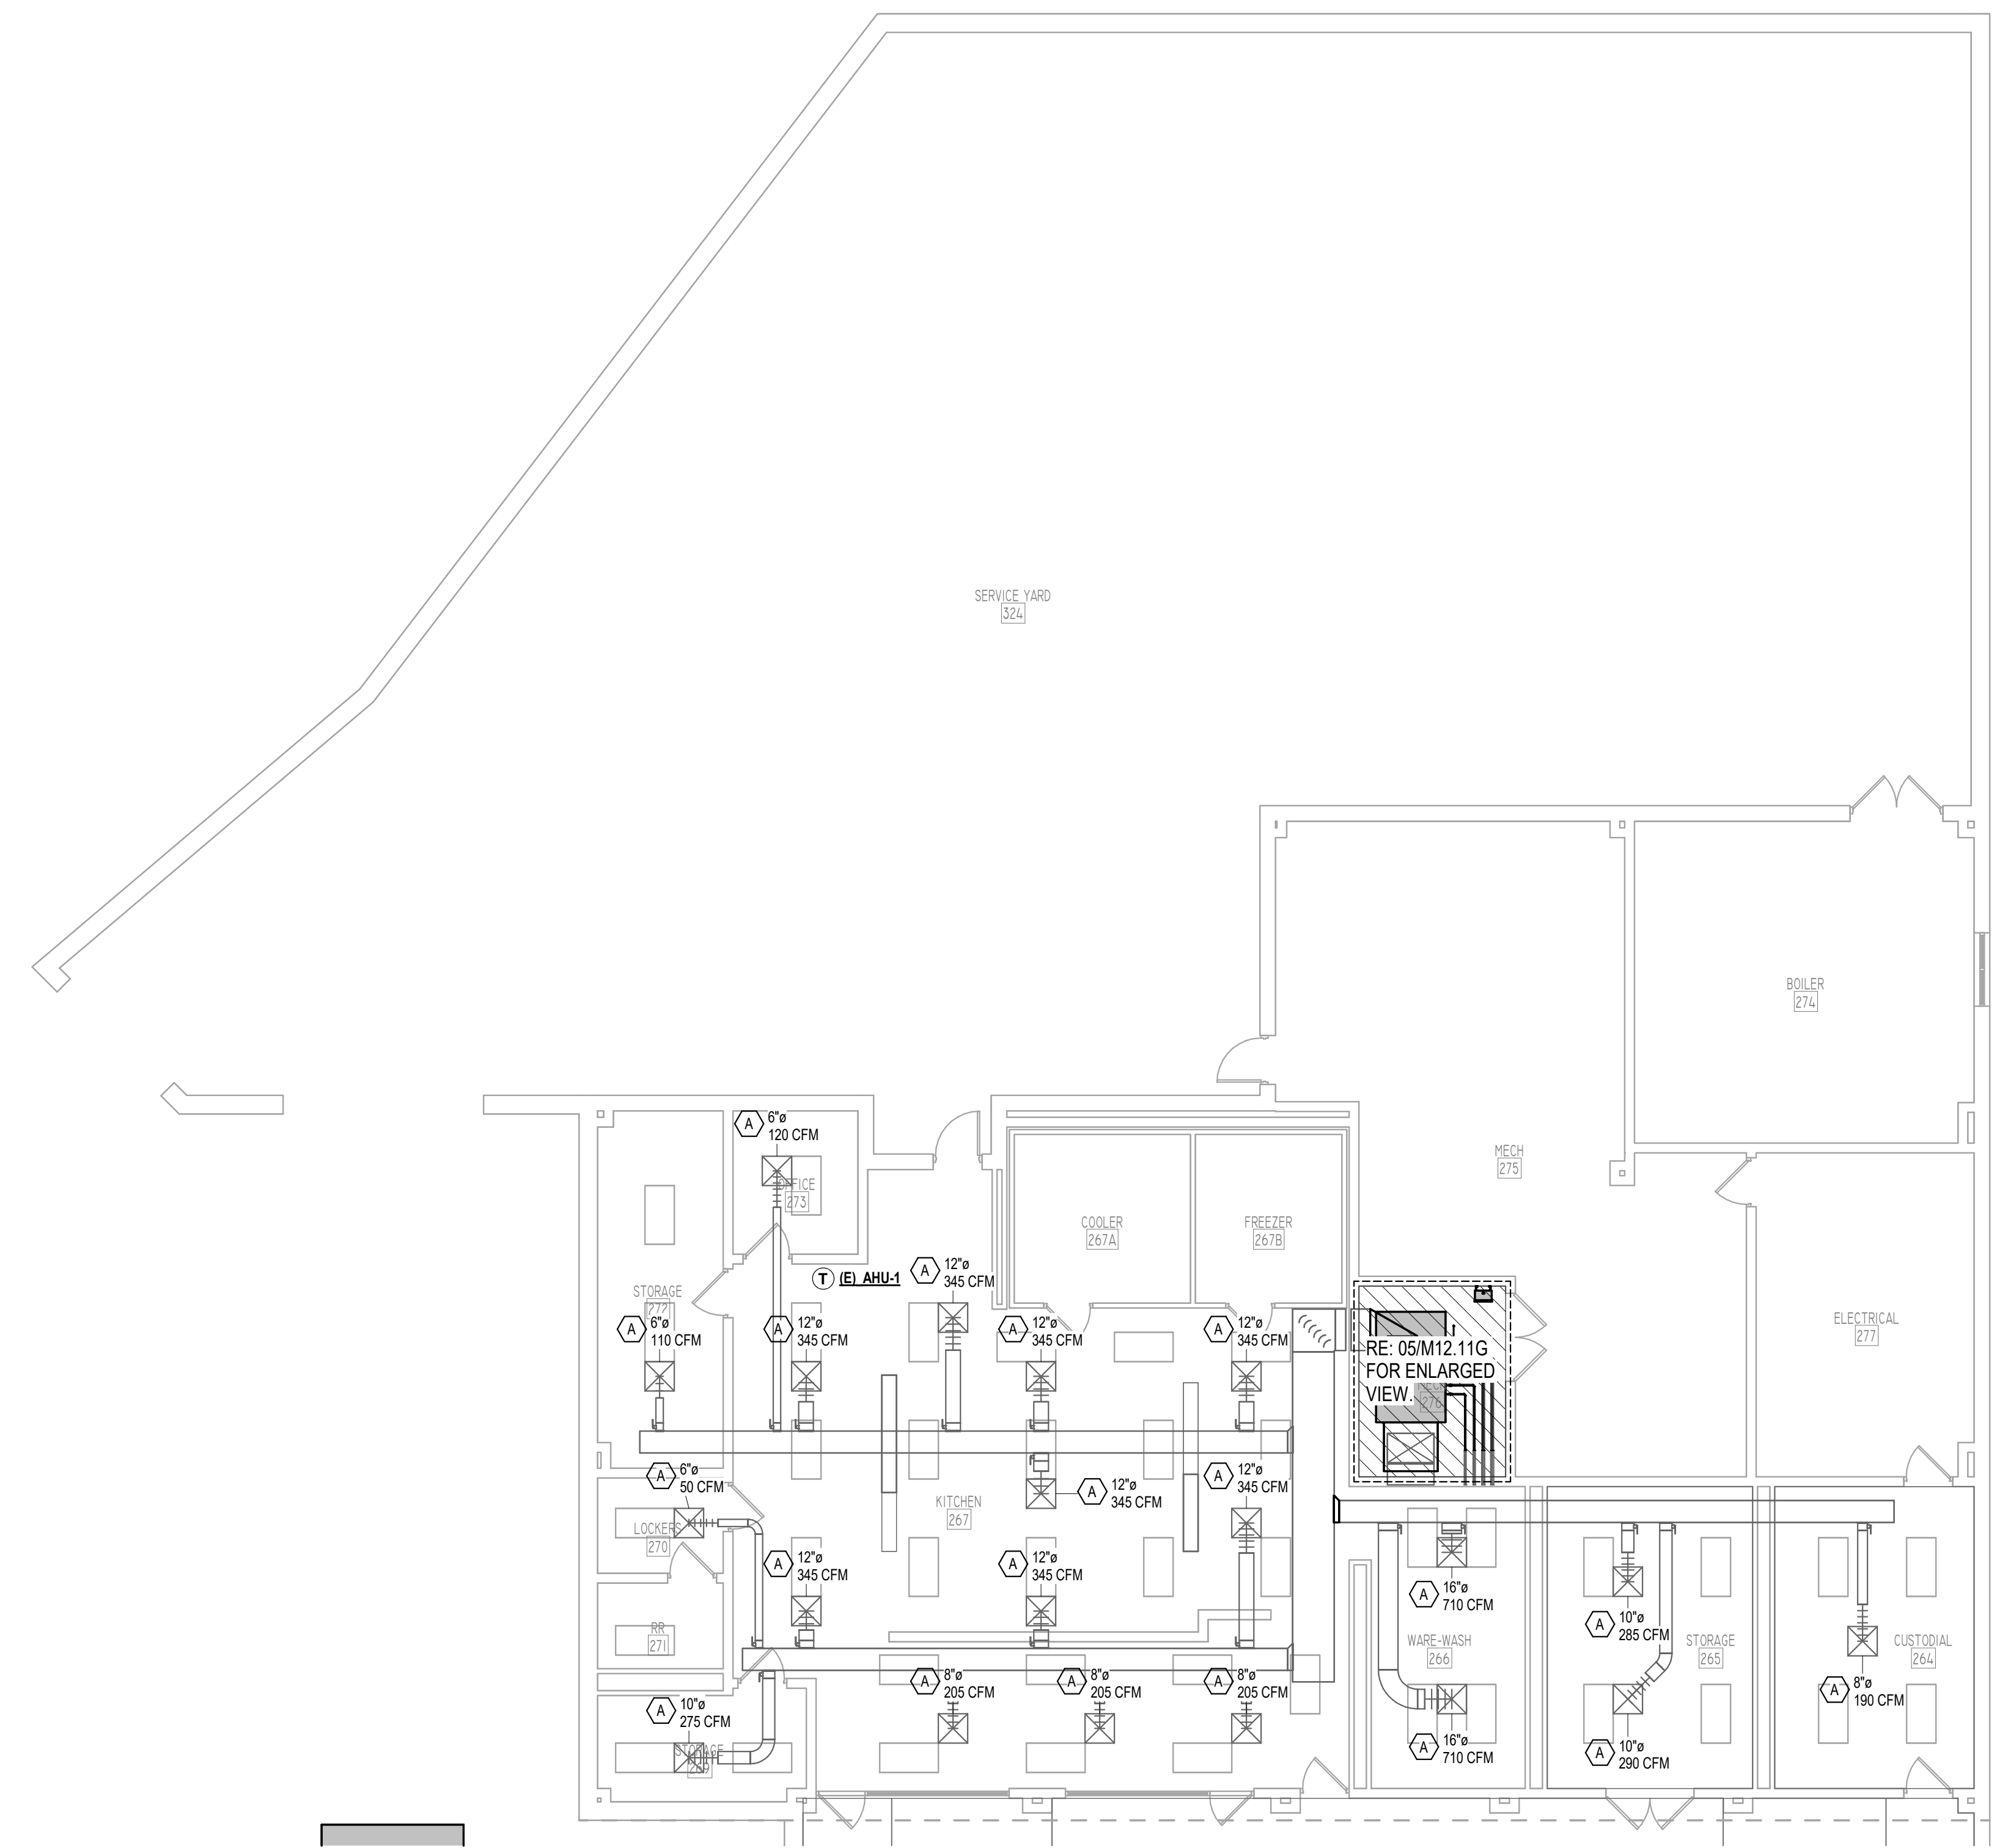 SERVICE YARD
324
BOILER
274
A
6"ø
120 CFM
MECH
275
OFFICE
273
COOLER
267A
FREEZER
267B
T
(E) AHU-1
A
12"ø
345 CFM
STORAGE
272
ELECTRICAL
277
A
6"ø
110 CFM
A
12"ø
345 CFM
A
12"ø
345 CFM
A
12"ø
345 CFM
RE: 05/M12.11G
FOR ENLARGED
VIEW.
276
A
6"ø
50 CFM
A
12"ø
345 CFM
A
12"ø
345 CFM
KITCHEN
267
LOCKERS
270
A
12"ø
345 CFM
A
12"ø
345 CFM
A
16"ø
710 CFM
A
10"ø
285 CFM
RR
271
WARE-WASH
266
STORAGE
265
CUSTODIAL
264
A
8"ø
205 CFM
A
8"ø
205 CFM
A
8"ø
205 CFM
A
8"ø
190 CFM
A
10"ø
275 CFM
STORAGE
269
A
16"ø
710 CFM
A
10"ø
290 CFM